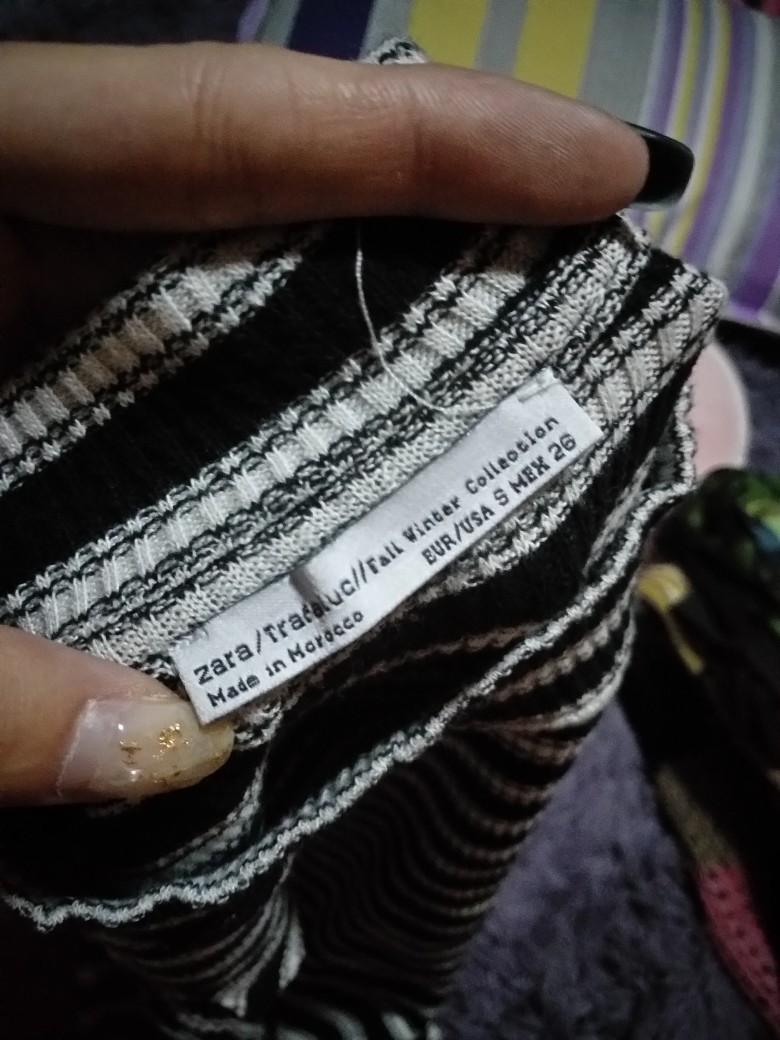 zara/Trafaluc//Fall Winter Collection
Made in Morocco
EUR/USA S MEX 26